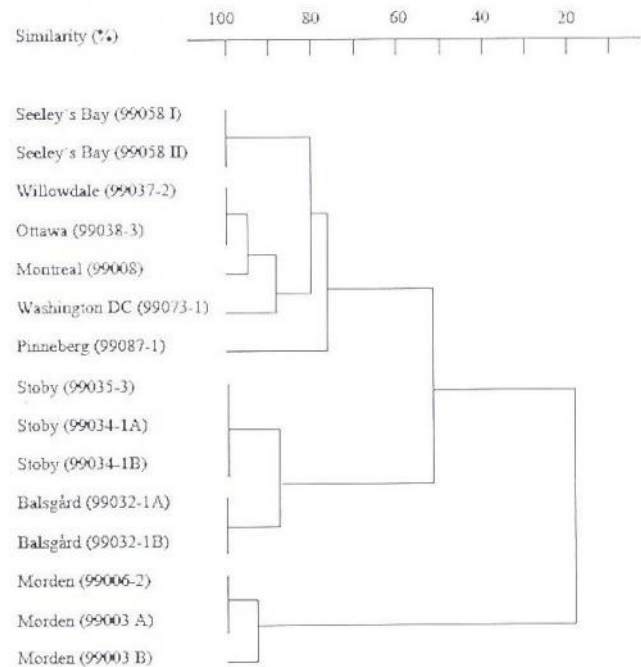 100 80 60 40 20
Similarity (%)
Seeley's Bay (99058 I)
Seeley's Bay (99058 II)
Willowdale (99037-2)
Ottawa (99038-3)
Montreal (99008)
Washington DC (99073-1)
Pinneberg (99087-1)
Stoby (99035-3)
Stoby (99034-1A)
Stoby (99034-1B)
Balsgård (99032-1A)
Balsgård (99032-1B)
Morden (99006-2)
Morden (99003 A)
Morden (99003 B)